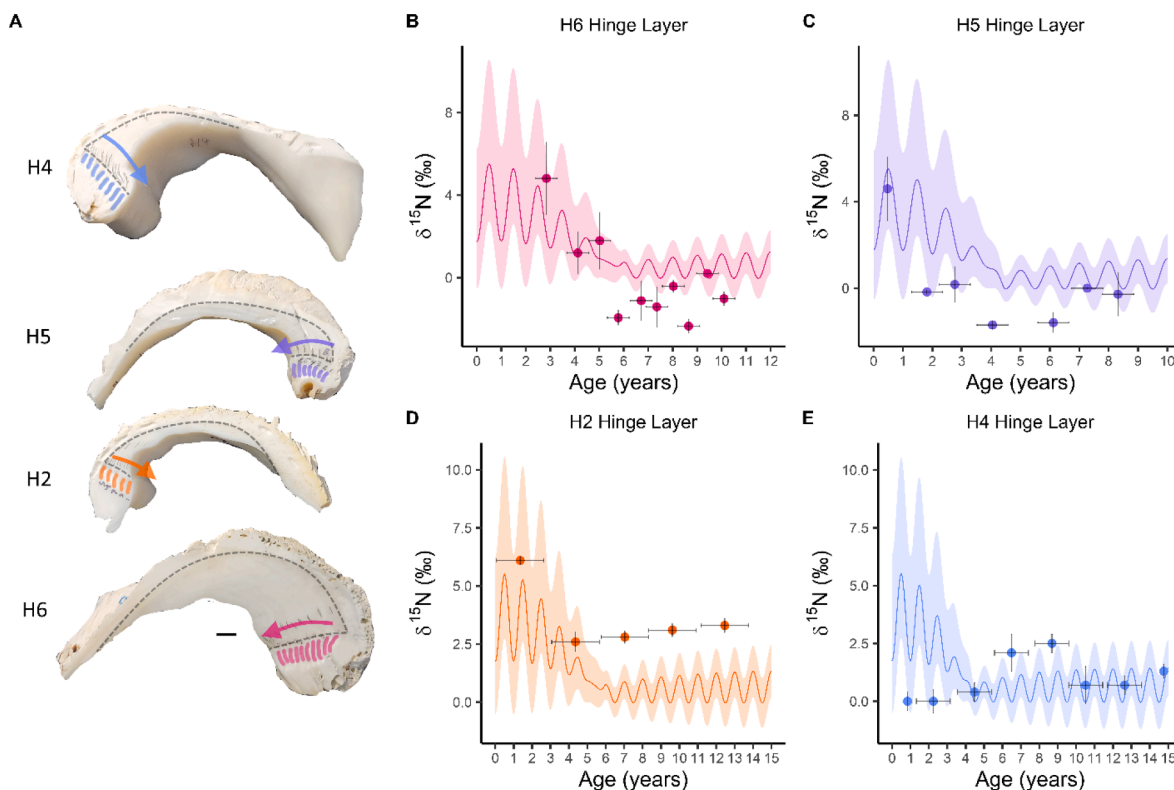 A
H4
H5
H2
H6
B
H6 Hinge Layer
δ 15N (‰)
8
4
0
0 1 2 3 4 5 6 7 8 9 10 11 12
Age (years)
C
H5 Hinge Layer
δ 15N (‰)
8
4
0
0 1 2 3 4 5 6 7 8 9 10
Age (years)
D
H2 Hinge Layer
δ 15N (‰)
10.0
7.5
5.0
2.5
0.0
0 1 2 3 4 5 6 7 8 9 10 11 12 13 14 15
Age (years)
E
H4 Hinge Layer
δ 15N (‰)
10.0
7.5
5.0
2.5
0.0
0 1 2 3 4 5 6 7 8 9 10 11 12 13 14 15
Age (years)